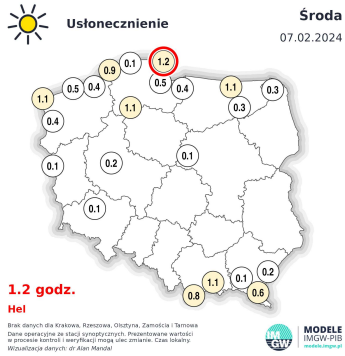 Usłonecznienie
Środa
07.02.2024
0.1
1.2
0.9
0.5
0.4
0.5
0.4
1.1
0.3
1.1
1.1
0.3
0.4
0.1
0.1
0.2
0.1
0.2
0.1
1.1
0.6
0.8
1.2 godz.
Hel
Brak danych dla Krakowa, Rzeszowa, Olsztyna, Zamościa i Tarnowa
Dane operacyjne ze stacji synoptycznych. Prezentowane wartości
w procesie kontroli i weryfikacji mogą ulec zmianie. Czas lokalny.
Wizualizacja danych: dr Alan Mandal
IM
GW
MODELE
IMGW-PIB
modele.imgw.pl